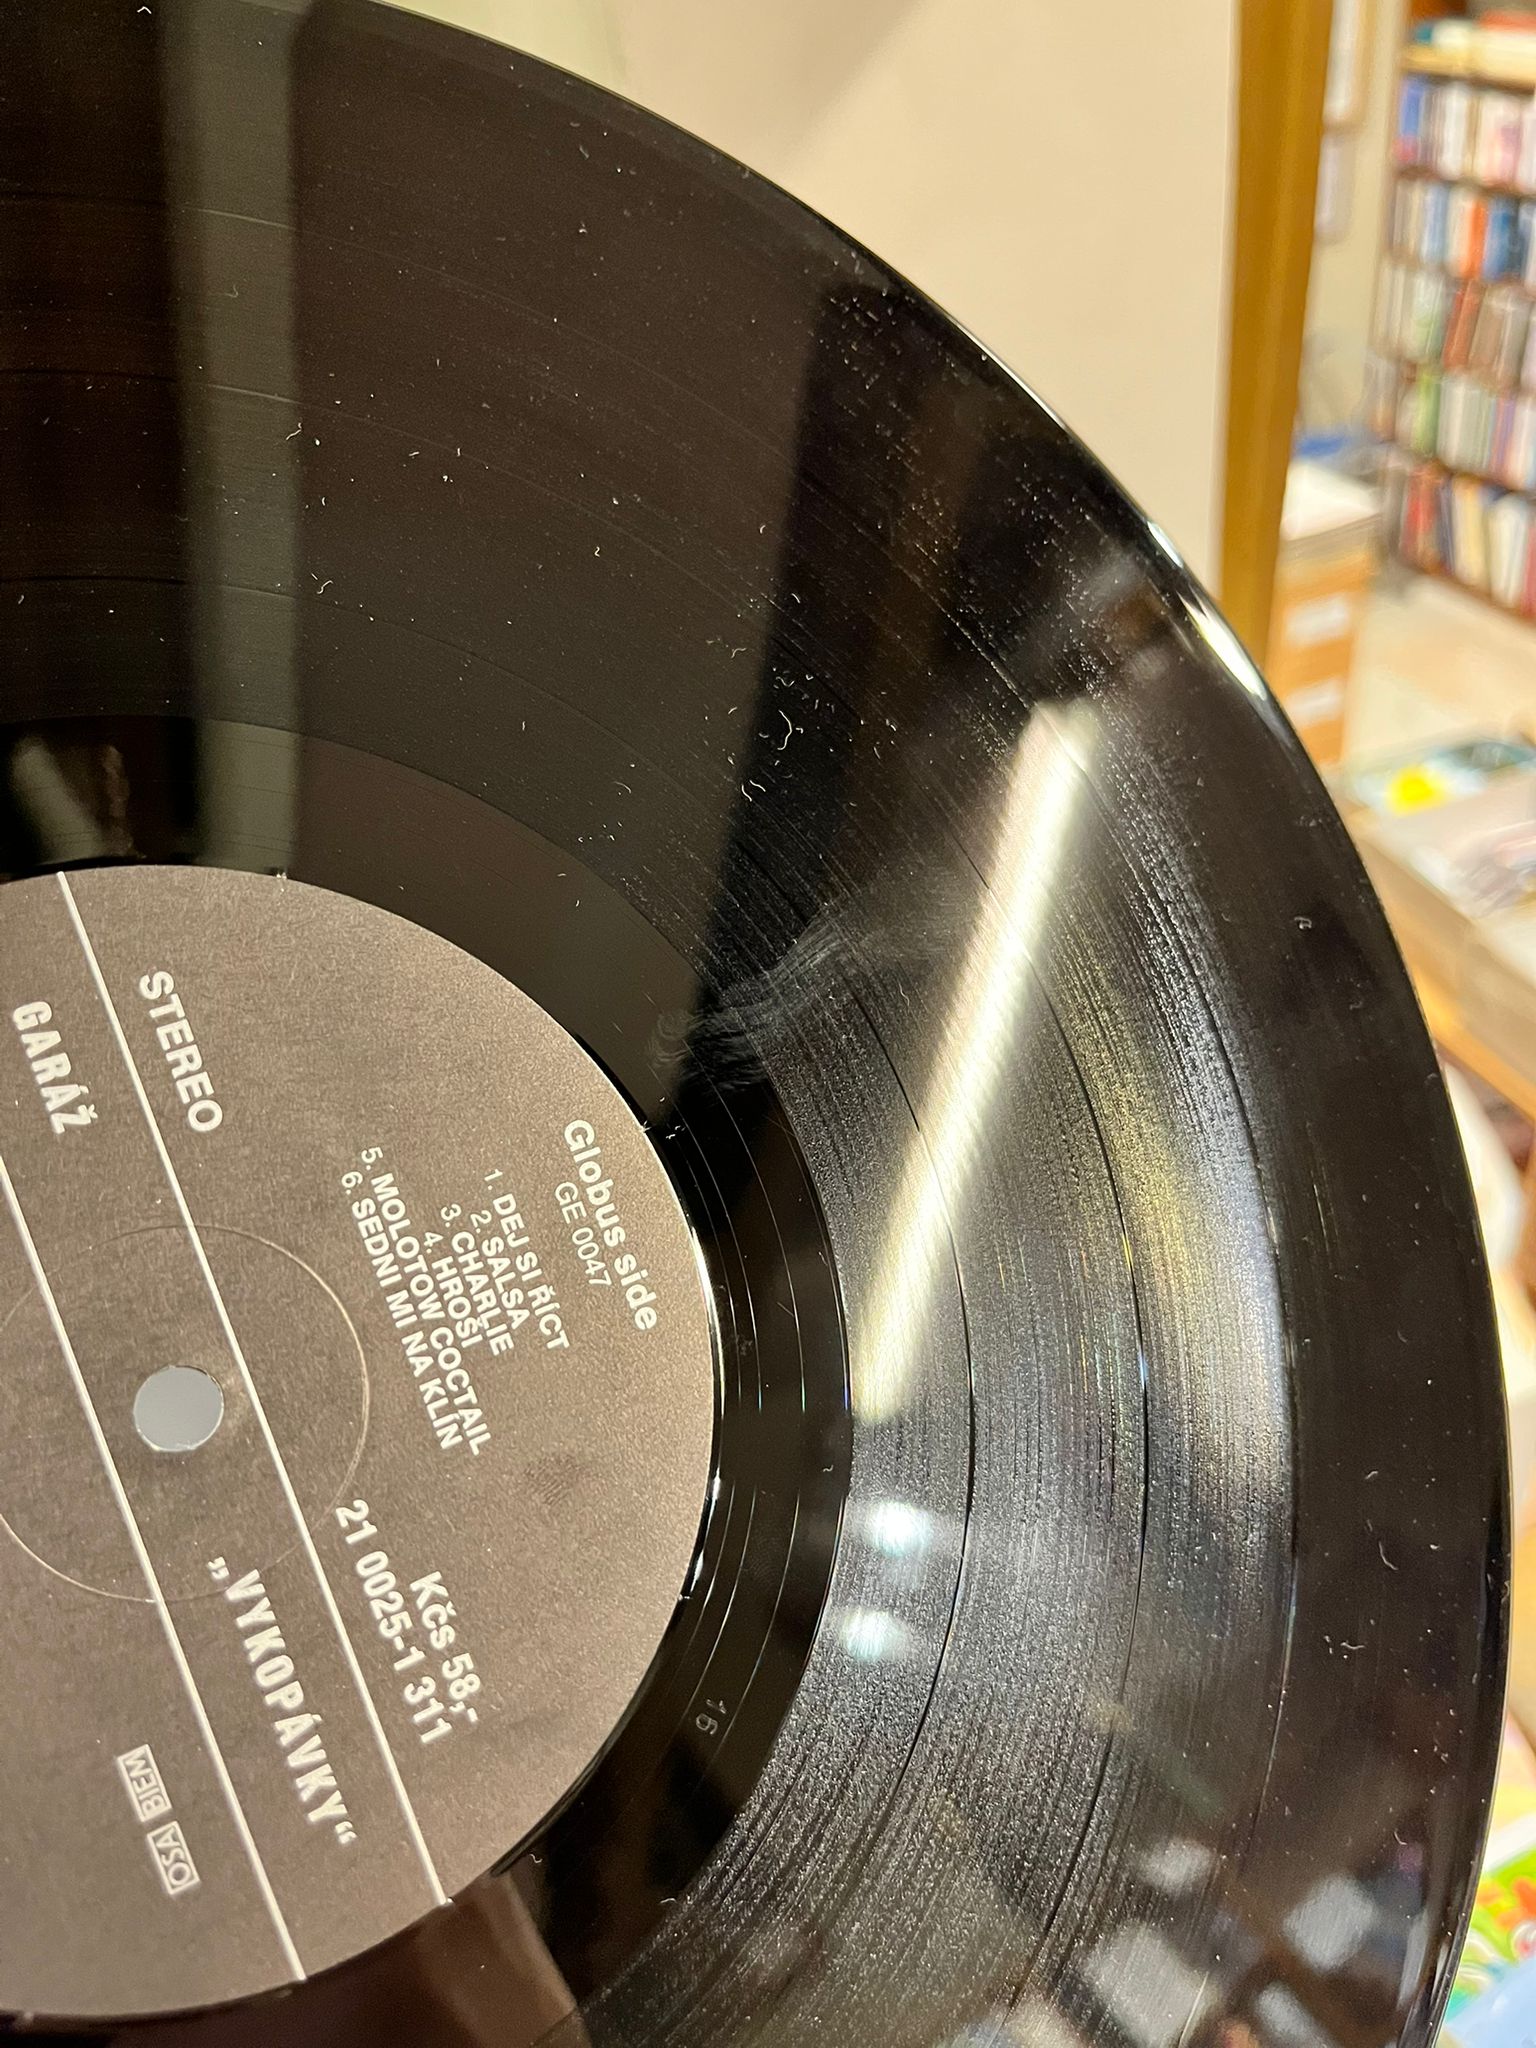 Globus side
GE 0047
1. DEJ SI ŘÍCT
2. SALSA
3. CHARLIE
4. HROŠI
5. MOLOTOW COCTAIL
6. SEDNI MI NA KLÍN
STEREO
Kčs 58,-
21 0025-1 311
GARÁŽ
„VYKOPÁVKY“
BIEM
OSA
16